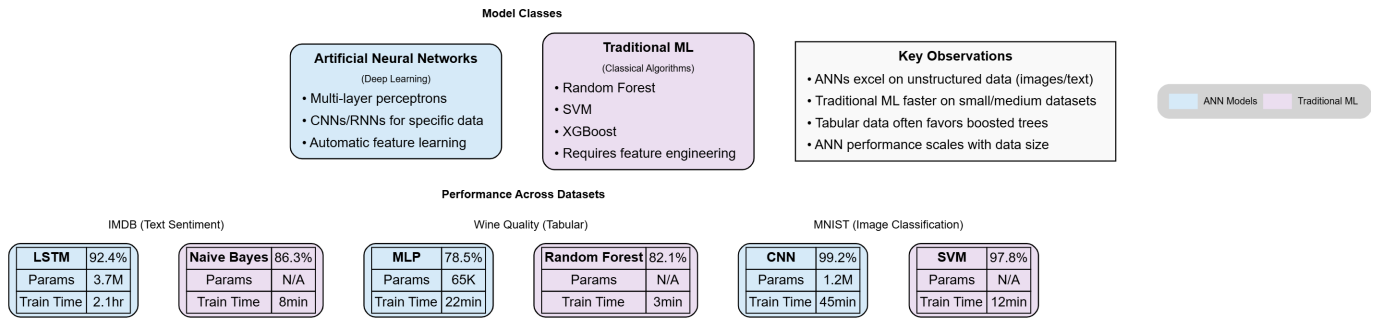 Model Classes
Artificial Neural Networks
(Deep Learning)
• Multi-layer perceptrons
• CNNs/RNNs for specific data
• Automatic feature learning
Traditional ML
(Classical Algorithms)
• Random Forest
• SVM
• XGBoost
• Requires feature engineering
Key Observations
• ANNs excel on unstructured data (images/text)
• Traditional ML faster on small/medium datasets
• Tabular data often favors boosted trees
• ANN performance scales with data size
ANN Models
Traditional ML
Performance Across Datasets
IMDB (Text Sentiment)
LSTM 92.4%
Params 3.7M
Train Time 2.1hr
Naive Bayes 86.3%
Params N/A
Train Time 8min
Wine Quality (Tabular)
MLP 78.5%
Params 65K
Train Time 22min
Random Forest 82.1%
Params N/A
Train Time 3min
MNIST (Image Classification)
CNN 99.2%
Params 1.2M
Train Time 45min
SVM 97.8%
Params N/A
Train Time 12min